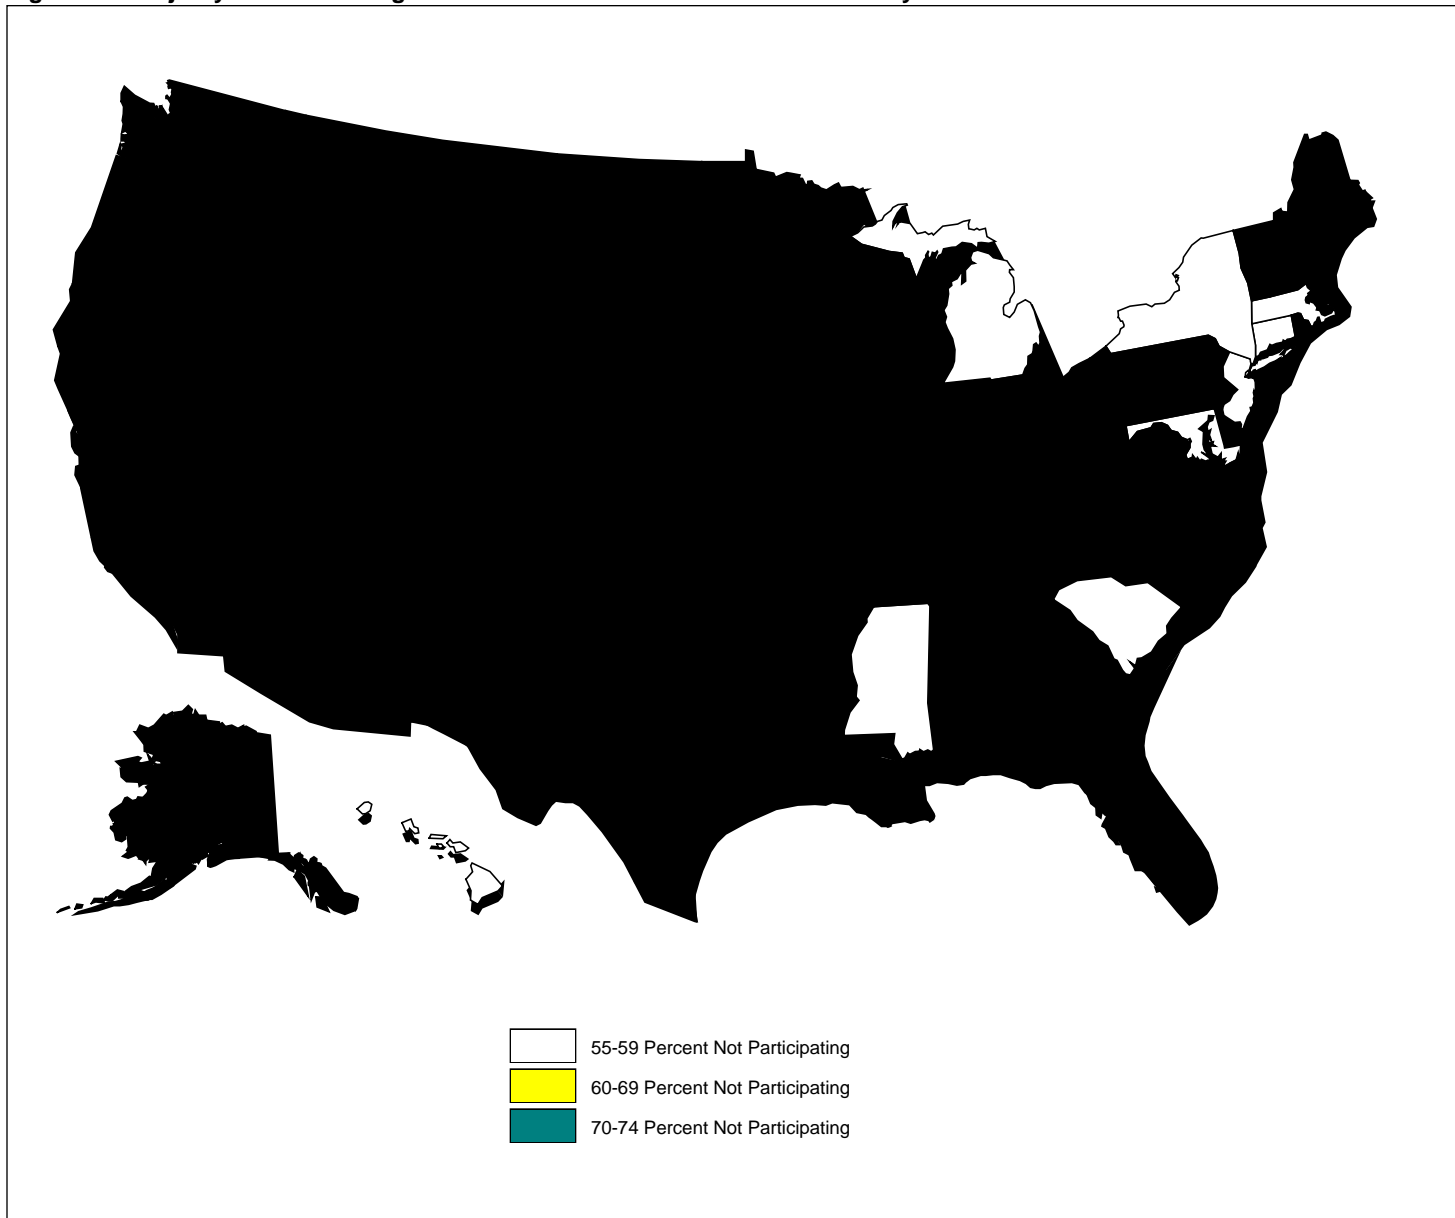 55-59 Percent Not Participating
60-69 Percent Not Participating
70-74 Percent Not Participating